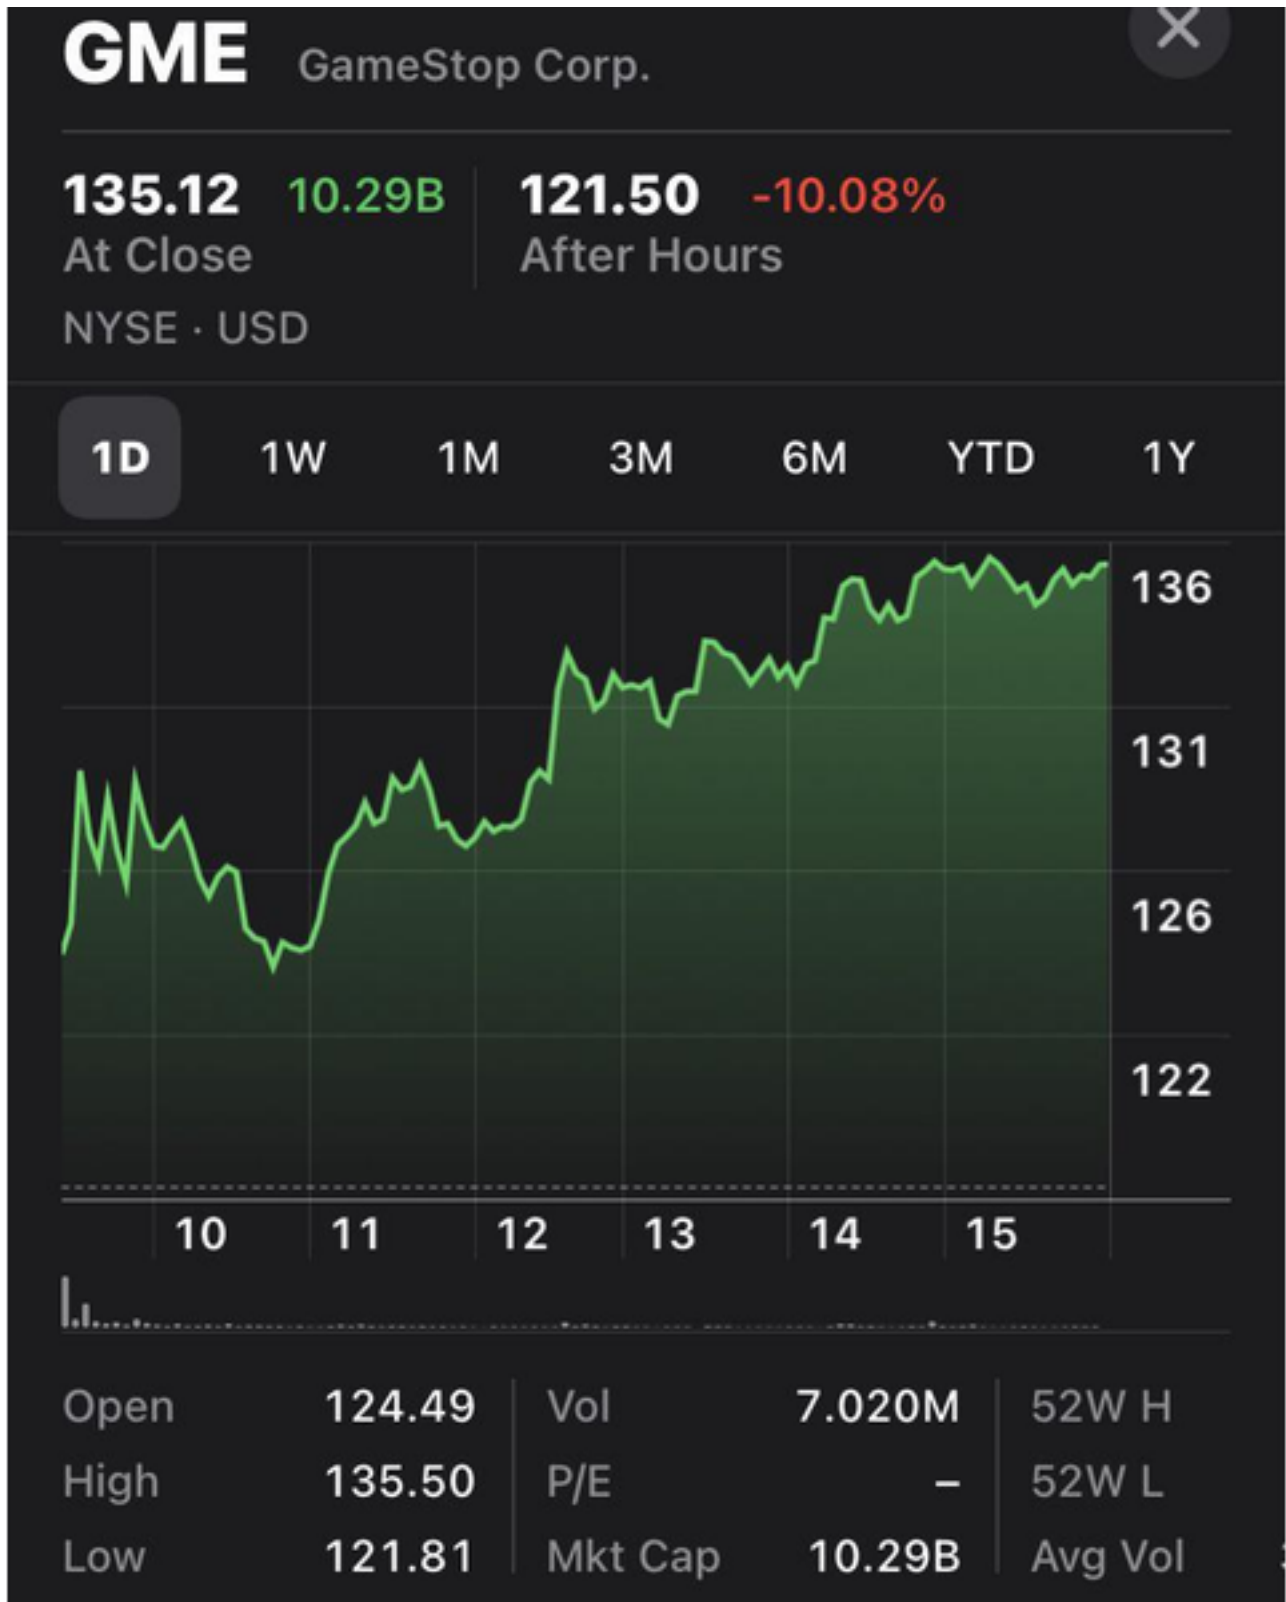 GME GameStop Corp.
135.12 10.29B 121.50 -10.08%
At Close After Hours
NYSE · USD
1D 1W 1M 3M 6M YTD 1Y
136
131
126
122
10 11 12 13 14 15
Open 124.49 Vol 7.020M 52W H
High 135.50 P/E – 52W L
Low 121.81 Mkt Cap 10.29B Avg Vol